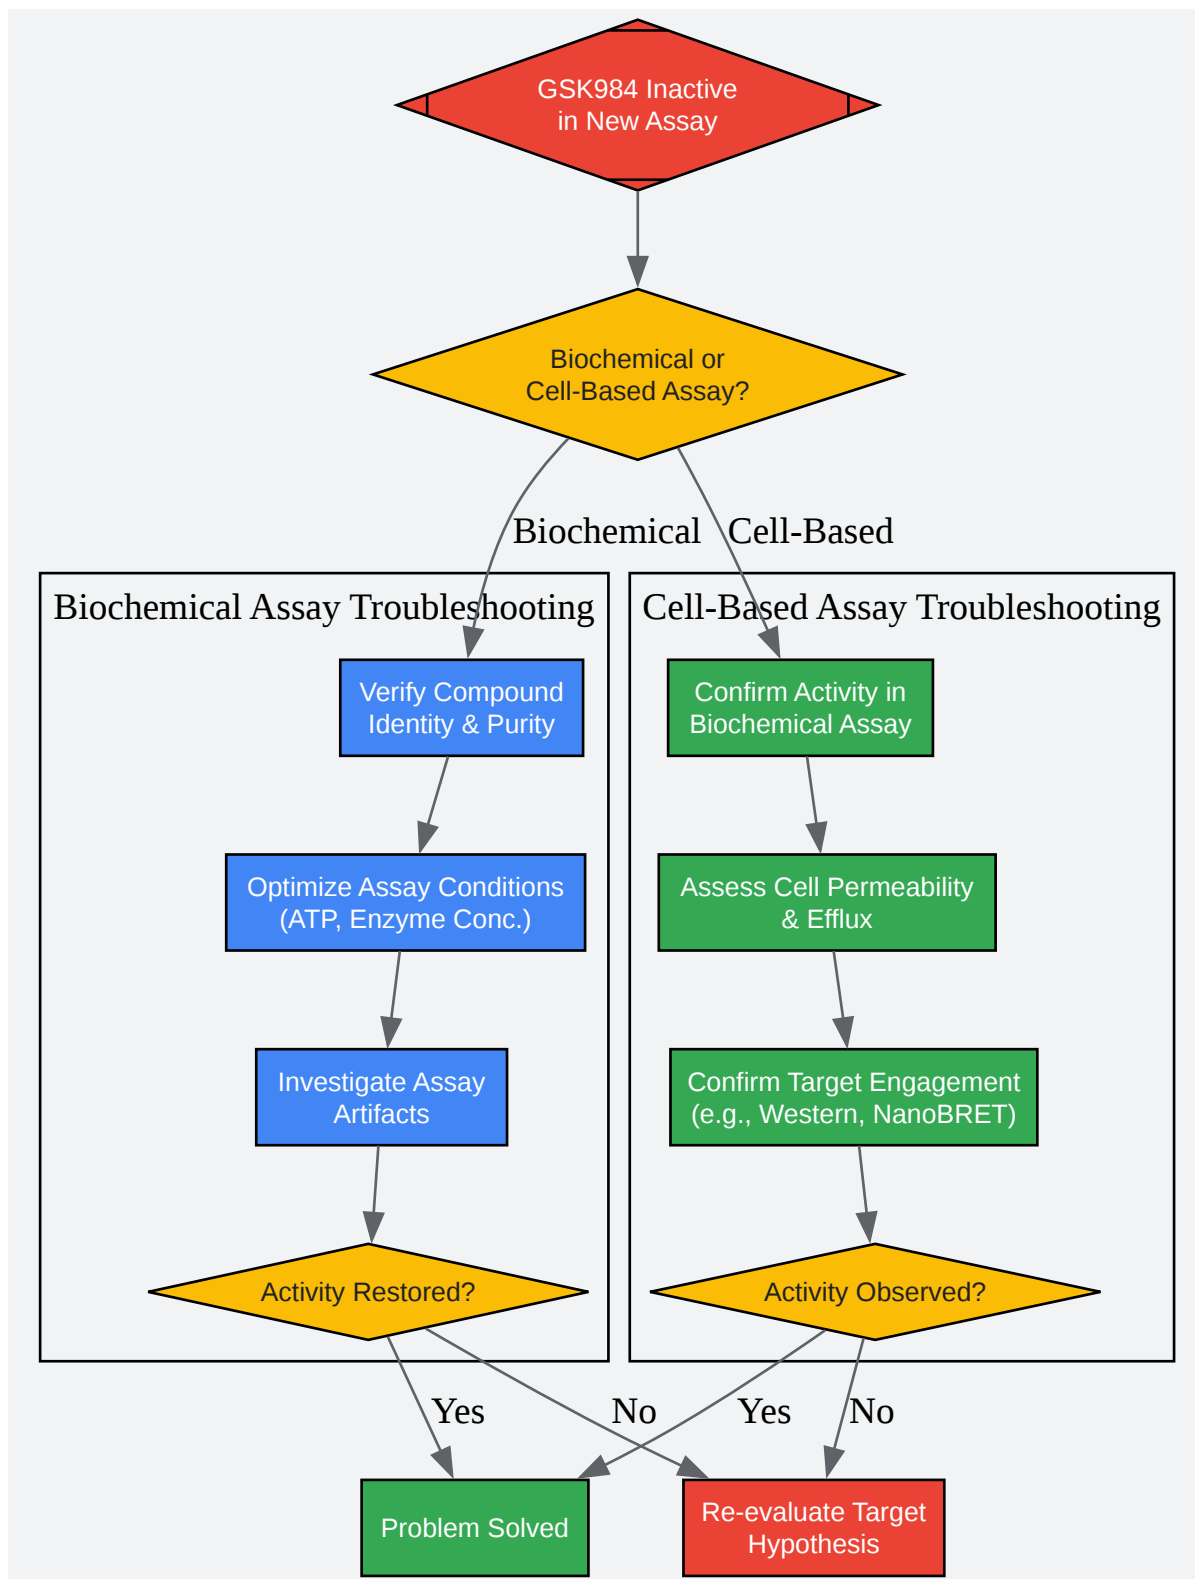 GSK984 Inactive
in New Assay
Biochemical or
Cell-Based Assay?
Biochemical
Cell-Based
Biochemical Assay Troubleshooting
Cell-Based Assay Troubleshooting
Verify Compound
Identity & Purity
Confirm Activity in
Biochemical Assay
Optimize Assay Conditions
(ATP, Enzyme Conc.)
Assess Cell Permeability
& Efflux
Investigate Assay
Artifacts
Confirm Target Engagement
(e.g., Western, NanoBRET)
Activity Restored?
Activity Observed?
Yes
No
Yes
No
Problem Solved
Re-evaluate Target
Hypothesis